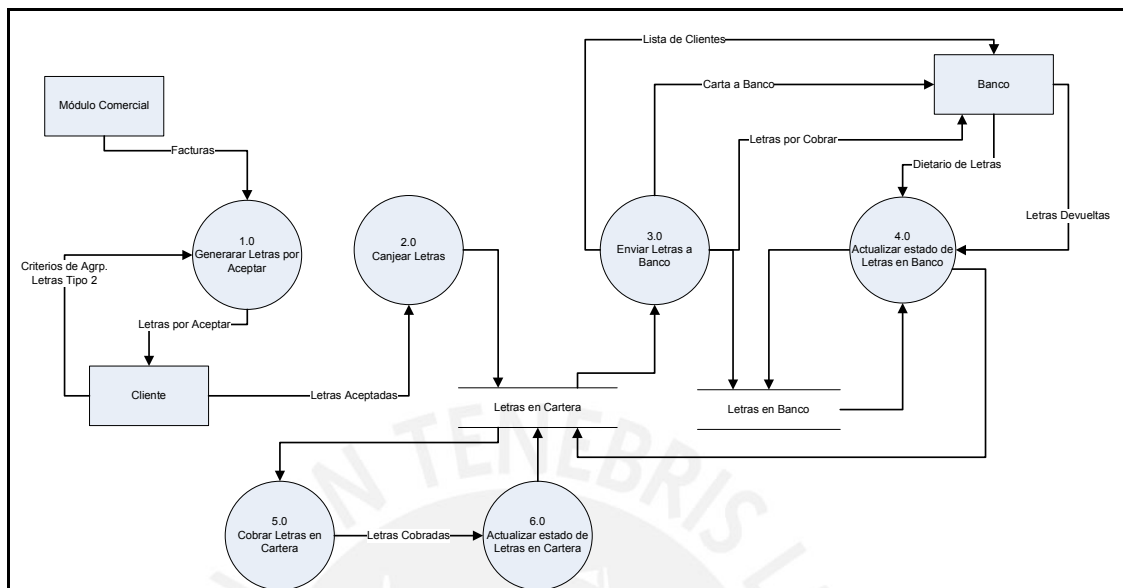 Lista de Clientes
Módulo Comercial
Carta a Banco
Banco
Facturas
Letras por Cobrar
Dietario de Letras
1.0
Generarar Letras por
Aceptar
2.0
Canjear Letras
3.0
Enviar Letras a
Banco
4.0
Actualizar estado de
Letras en Banco
Letras Devueltas
Criterios de Agrp.
Letras Tipo 2
Letras por Aceptar
Cliente
Letras Aceptadas
Letras en Cartera
Letras en Banco
5.0
Cobrar Letras en
Cartera
Letras Cobradas
6.0
Actualizar estado de
Letras en Cartera
TENEBRIS